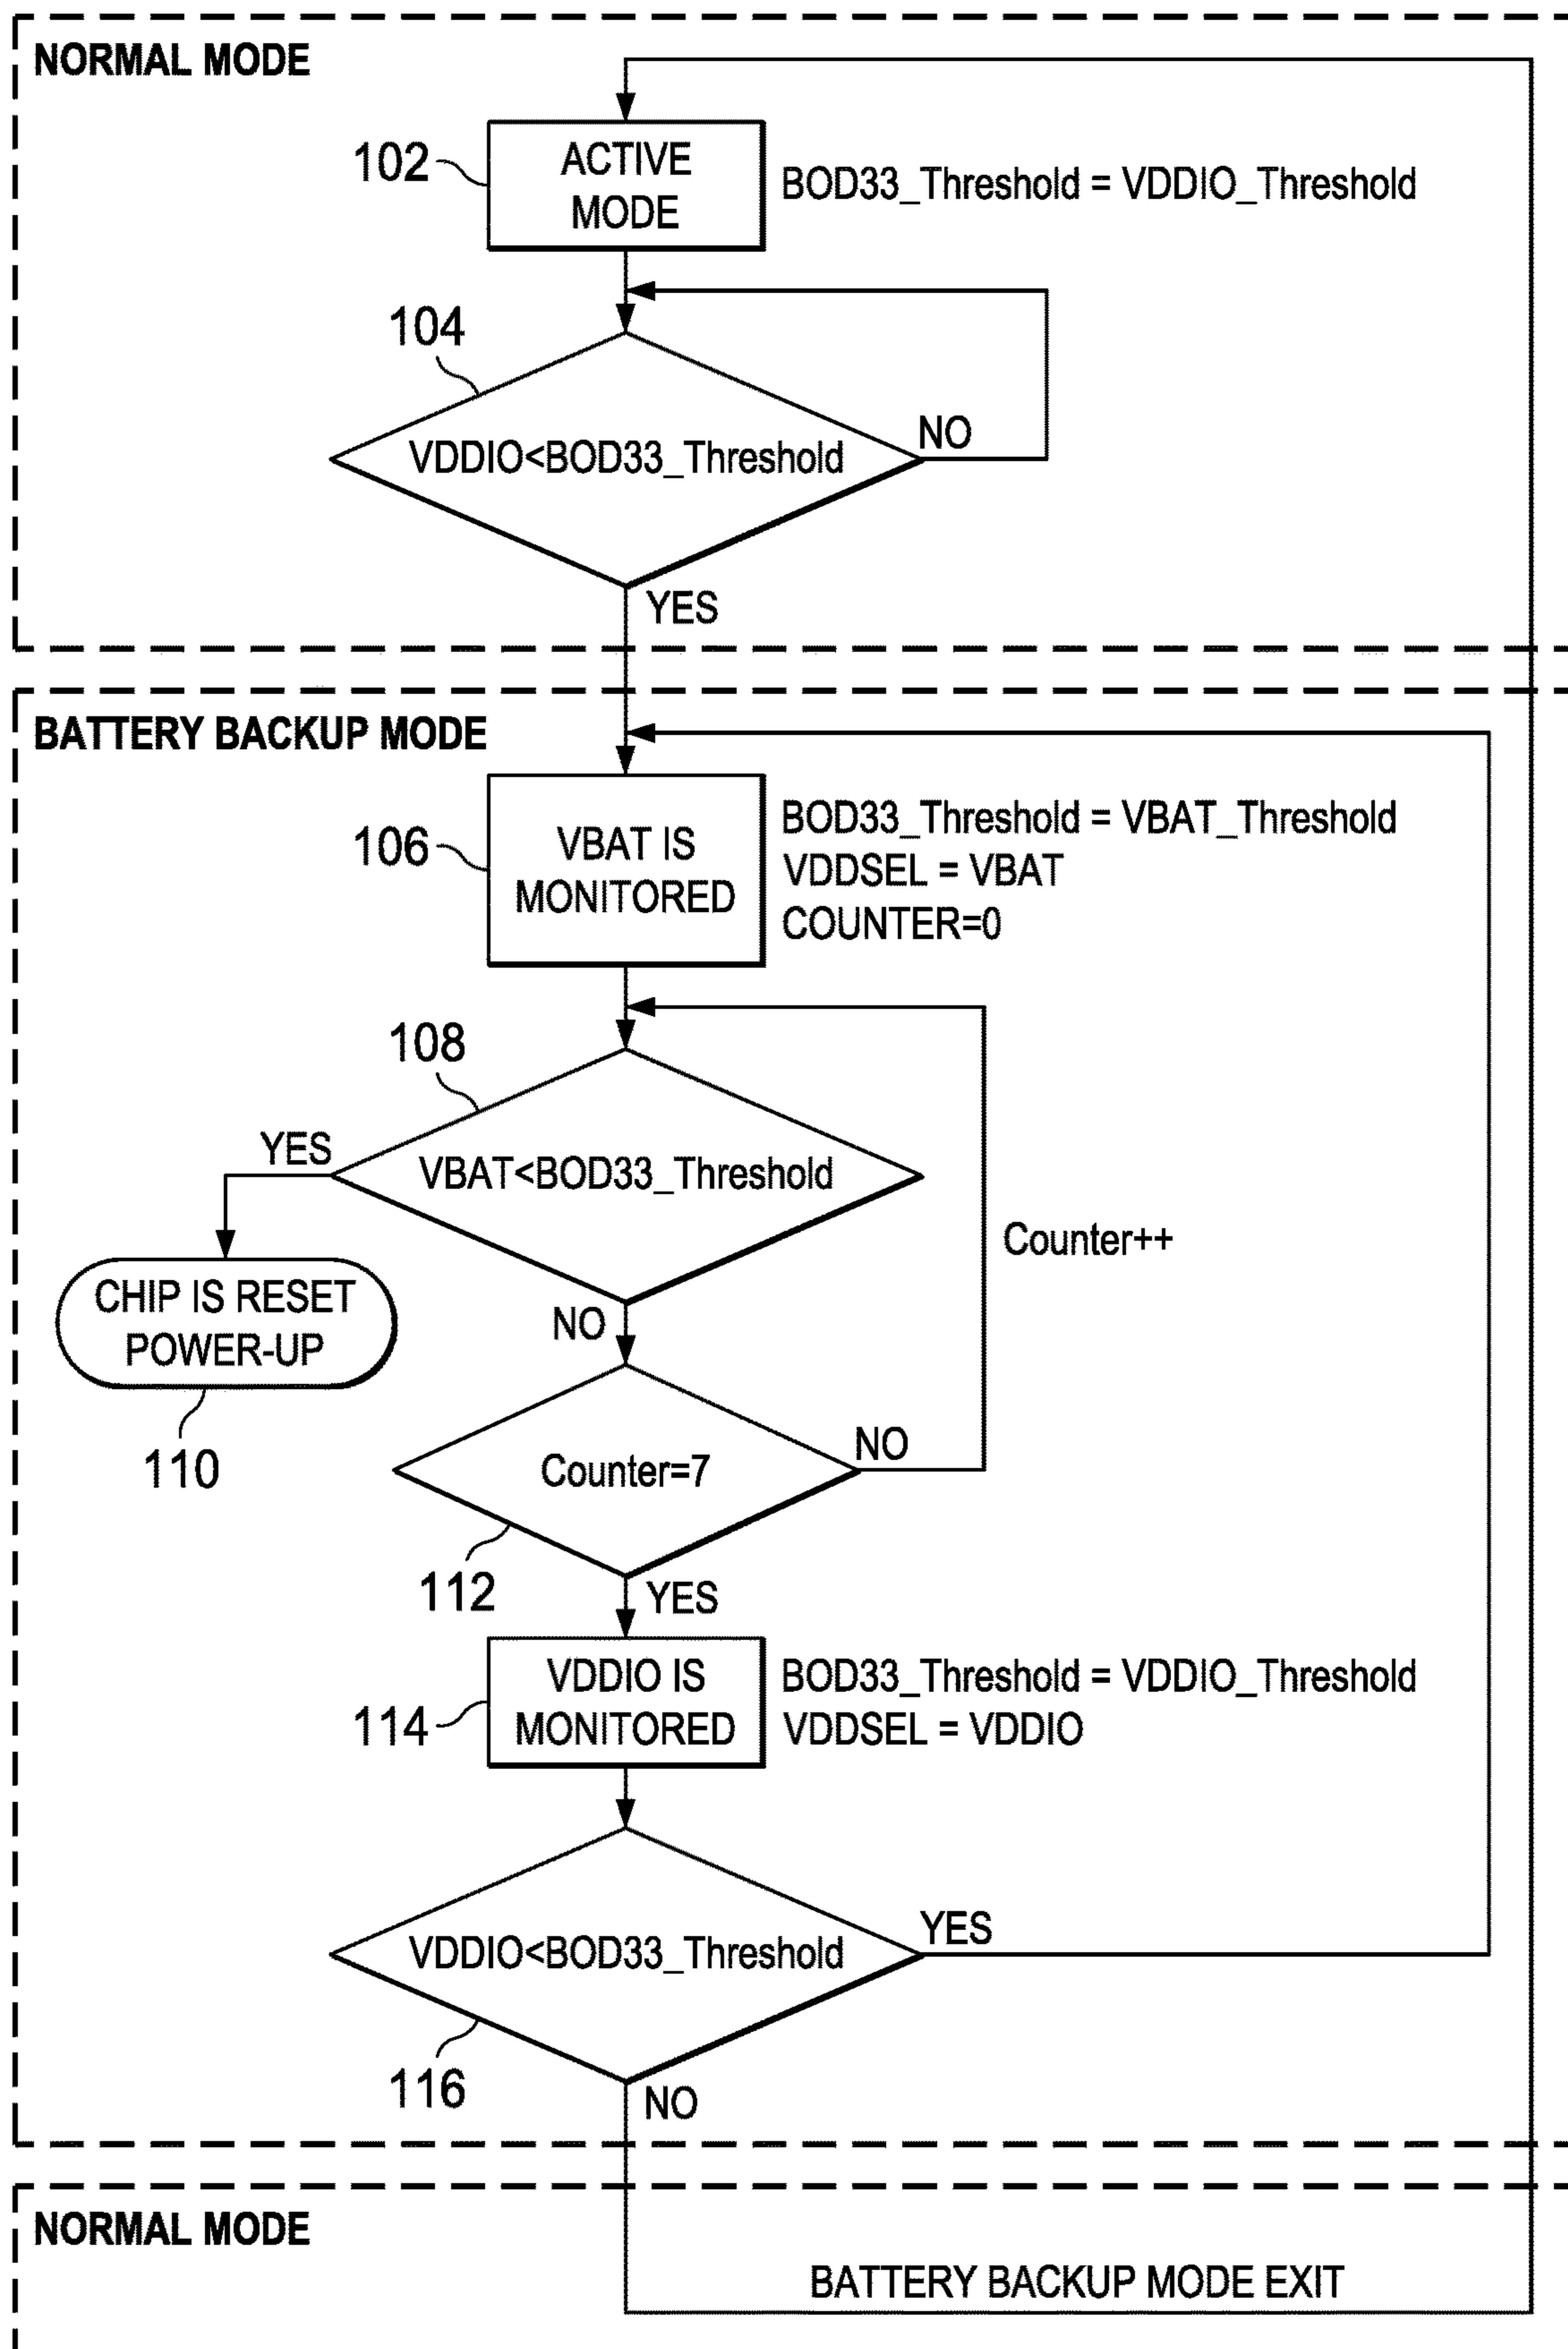 NORMAL MODE
102
ACTIVE
MODE
BOD33_Threshold = VDDIO_Threshold
104
VDDIO<BOD33_Threshold
NO
YES
BATTERY BACKUP MODE
106
VBAT IS
MONITORED
BOD33_Threshold = VBAT_Threshold
VDDSEL = VBAT
COUNTER=0
108
YES
VBAT<BOD33_Threshold
Counter++
CHIP IS RESET
POWER-UP
110
NO
Counter=7
NO
112
YES
114
VDDIO IS
MONITORED
BOD33_Threshold = VDDIO_Threshold
VDDSEL = VDDIO
VDDIO<BOD33_Threshold
YES
116
NO
NORMAL MODE
BATTERY BACKUP MODE EXIT